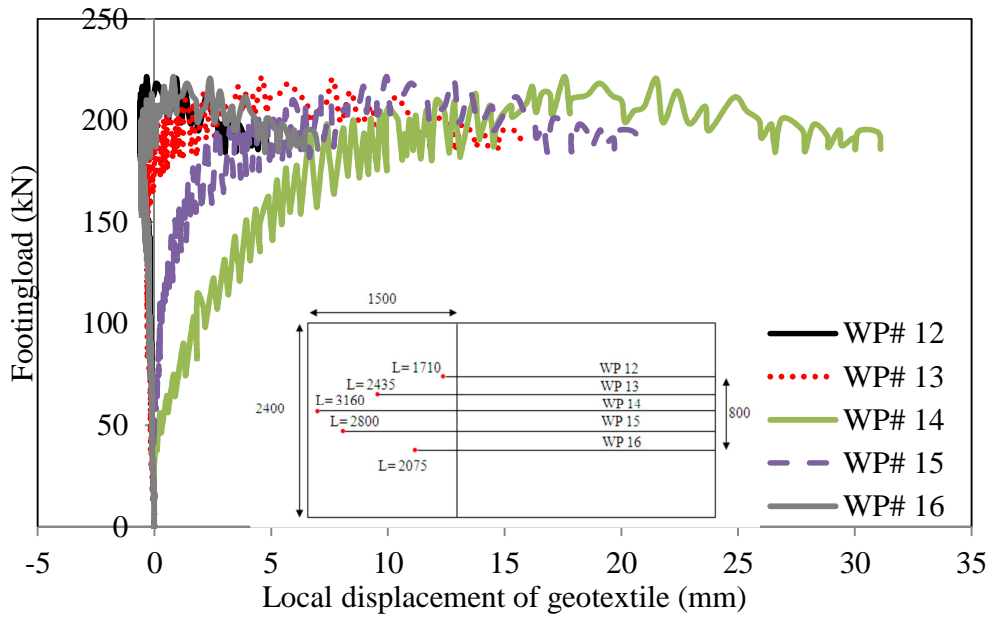 250
200
150
100
50
0
Footingload (kN)
-5 0 5 10 15 20 25 30 35
Local displacement of geotextile (mm)
1500
2400
800
L=1710
L=2435
L=3160
L=2800
L=2075
WP 12
WP 13
WP 14
WP 15
WP 16
WP# 12
WP# 13
WP# 14
WP# 15
WP# 16